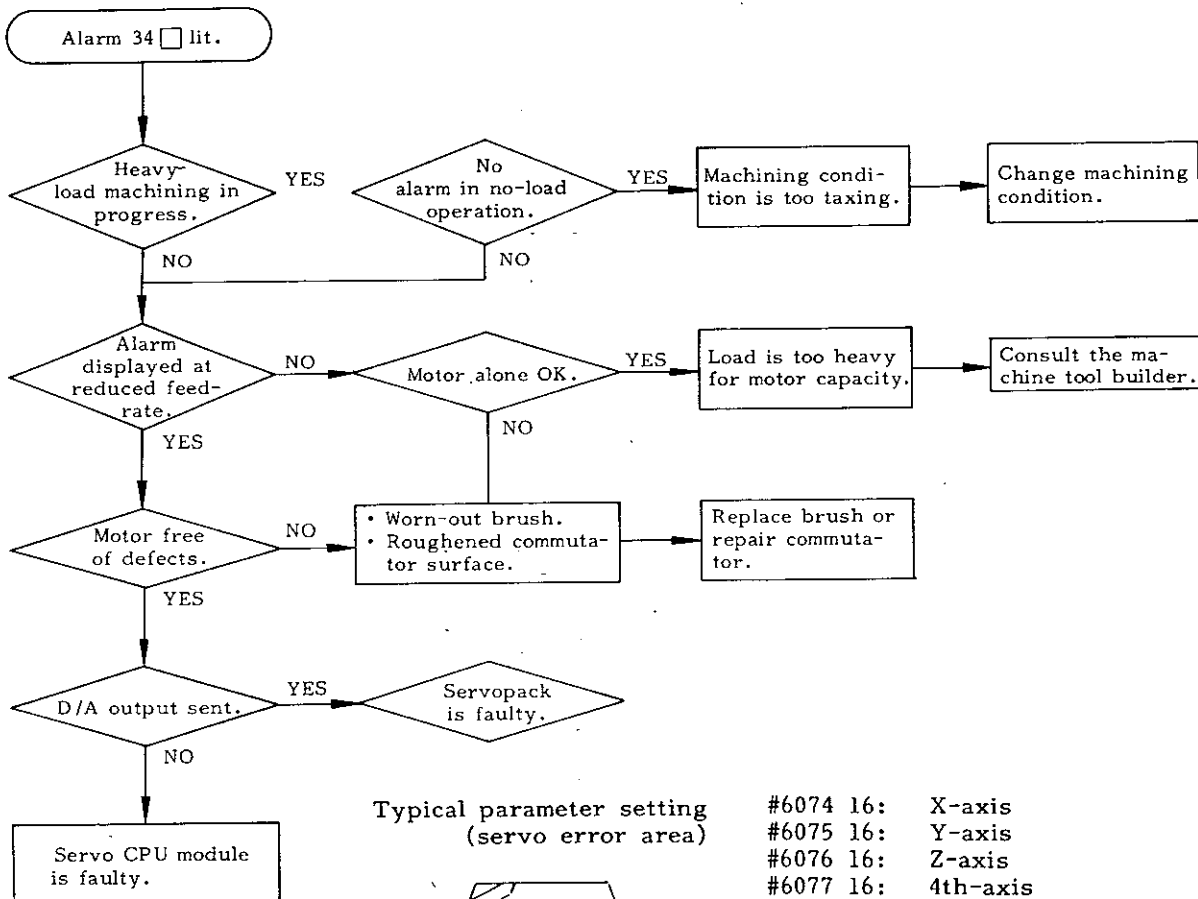 Alarm 34 □ lit.
Heavy-
load machining in
progress.
YES
NO
No
alarm in no-load
operation.
YES
NO
Machining condi-
tion is too taxing.
Change machining
condition.
Alarm
displayed at
reduced feed-
rate.
NO
YES
Motor alone OK.
YES
NO
Load is too heavy
for motor capacity.
Consult the ma-
chine tool builder.
Motor free
of defects.
NO
YES
• Worn-out brush.
• Roughened commuta-
tor surface.
Replace brush or
repair commuta-
tor.
D/A output sent.
YES
NO
Servopack
is faulty.
Servo CPU module
is faulty.
Typical parameter setting
(servo error area)
#6074 16: X-axis
#6075 16: Y-axis
#6076 16: Z-axis
#6077 16: 4th-axis